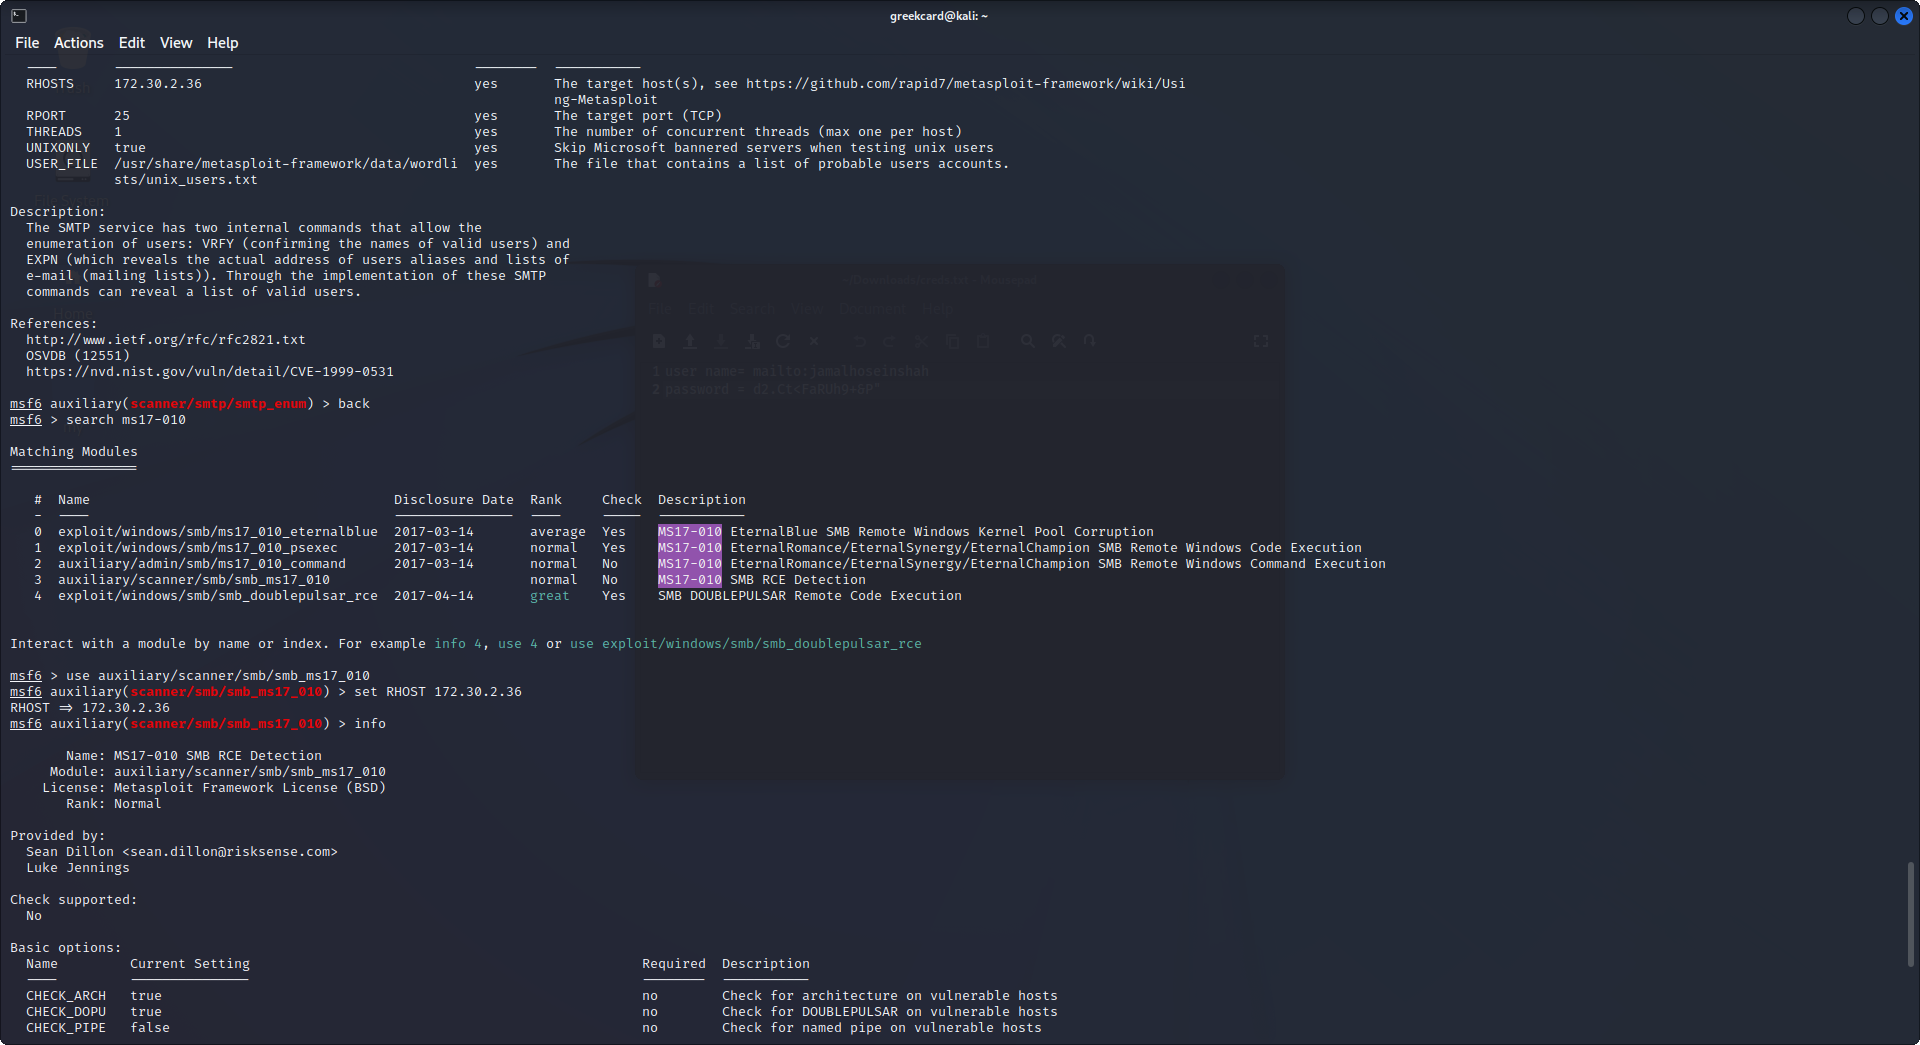 greekcard@kali: ~
File Actions Edit View Help
RHOSTS 172.30.2.36 yes The target host(s), see https://github.com/rapid7/metasploit-framework/wiki/Usi
ng-Metasploit
RPORT 25 yes The target port (TCP)
THREADS 1 yes The number of concurrent threads (max one per host)
UNIXONLY true yes Skip Microsoft bannered servers when testing unix users
USER_FILE /usr/share/metasploit-framework/data/wordli yes The file that contains a list of probable users accounts.
sts/unix_users.txt
Description:
The SMTP service has two internal commands that allow the
enumeration of users: VRFY (confirming the names of valid users) and
EXPN (which reveals the actual address of users aliases and lists of
e-mail (mailing lists)). Through the implementation of these SMTP
commands can reveal a list of valid users.
References:
http://www.ietf.org/rfc/rfc2821.txt
OSVDB (12551)
https://nvd.nist.gov/vuln/detail/CVE-1999-0531
File Edit Search View Document Help
1 user name= mailto:jamalhoseinshah
2 password =
msf6 auxiliary(scanner/smtp/smtp_enum) > back
msf6 > search ms17-010
Matching Modules
================
# Name Disclosure Date Rank Check Description
- ---- --------------- ---- ----- -----------
0 exploit/windows/smb/ms17_010_eternalblue 2017-03-14 average Yes MS17-010 EternalBlue SMB Remote Windows Kernel Pool Corruption
1 exploit/windows/smb/ms17_010_psexec 2017-03-14 normal Yes MS17-010 EternalRomance/EternalSynergy/EternalChampion SMB Remote Windows Code Execution
2 auxiliary/admin/smb/ms17_010_command 2017-03-14 normal No MS17-010 EternalRomance/EternalSynergy/EternalChampion SMB Remote Windows Command Execution
3 auxiliary/scanner/smb/smb_ms17_010 normal No MS17-010 SMB RCE Detection
4 exploit/windows/smb/smb_doublepulsar_rce 2017-04-14 great Yes SMB DOUBLEPULSAR Remote Code Execution
Interact with a module by name or index. For example info 4, use 4 or use exploit/windows/smb/smb_doublepulsar_rce
msf6 > use auxiliary/scanner/smb/smb_ms17_010
msf6 auxiliary(scanner/smb/smb_ms17_010) > set RHOST 172.30.2.36
RHOST => 172.30.2.36
msf6 auxiliary(scanner/smb/smb_ms17_010) > info
Name: MS17-010 SMB RCE Detection
Module: auxiliary/scanner/smb/smb_ms17_010
License: Metasploit Framework License (BSD)
Rank: Normal
Provided by:
Sean Dillon <sean.dillon@risksense.com>
Luke Jennings
Check supported:
No
Basic options:
Name Current Setting Required Description
---- --------------- -------- -----------
CHECK_ARCH true no Check for architecture on vulnerable hosts
CHECK_DOPU true no Check for DOUBLEPULSAR on vulnerable hosts
CHECK_PIPE false no Check for named pipe on vulnerable hosts